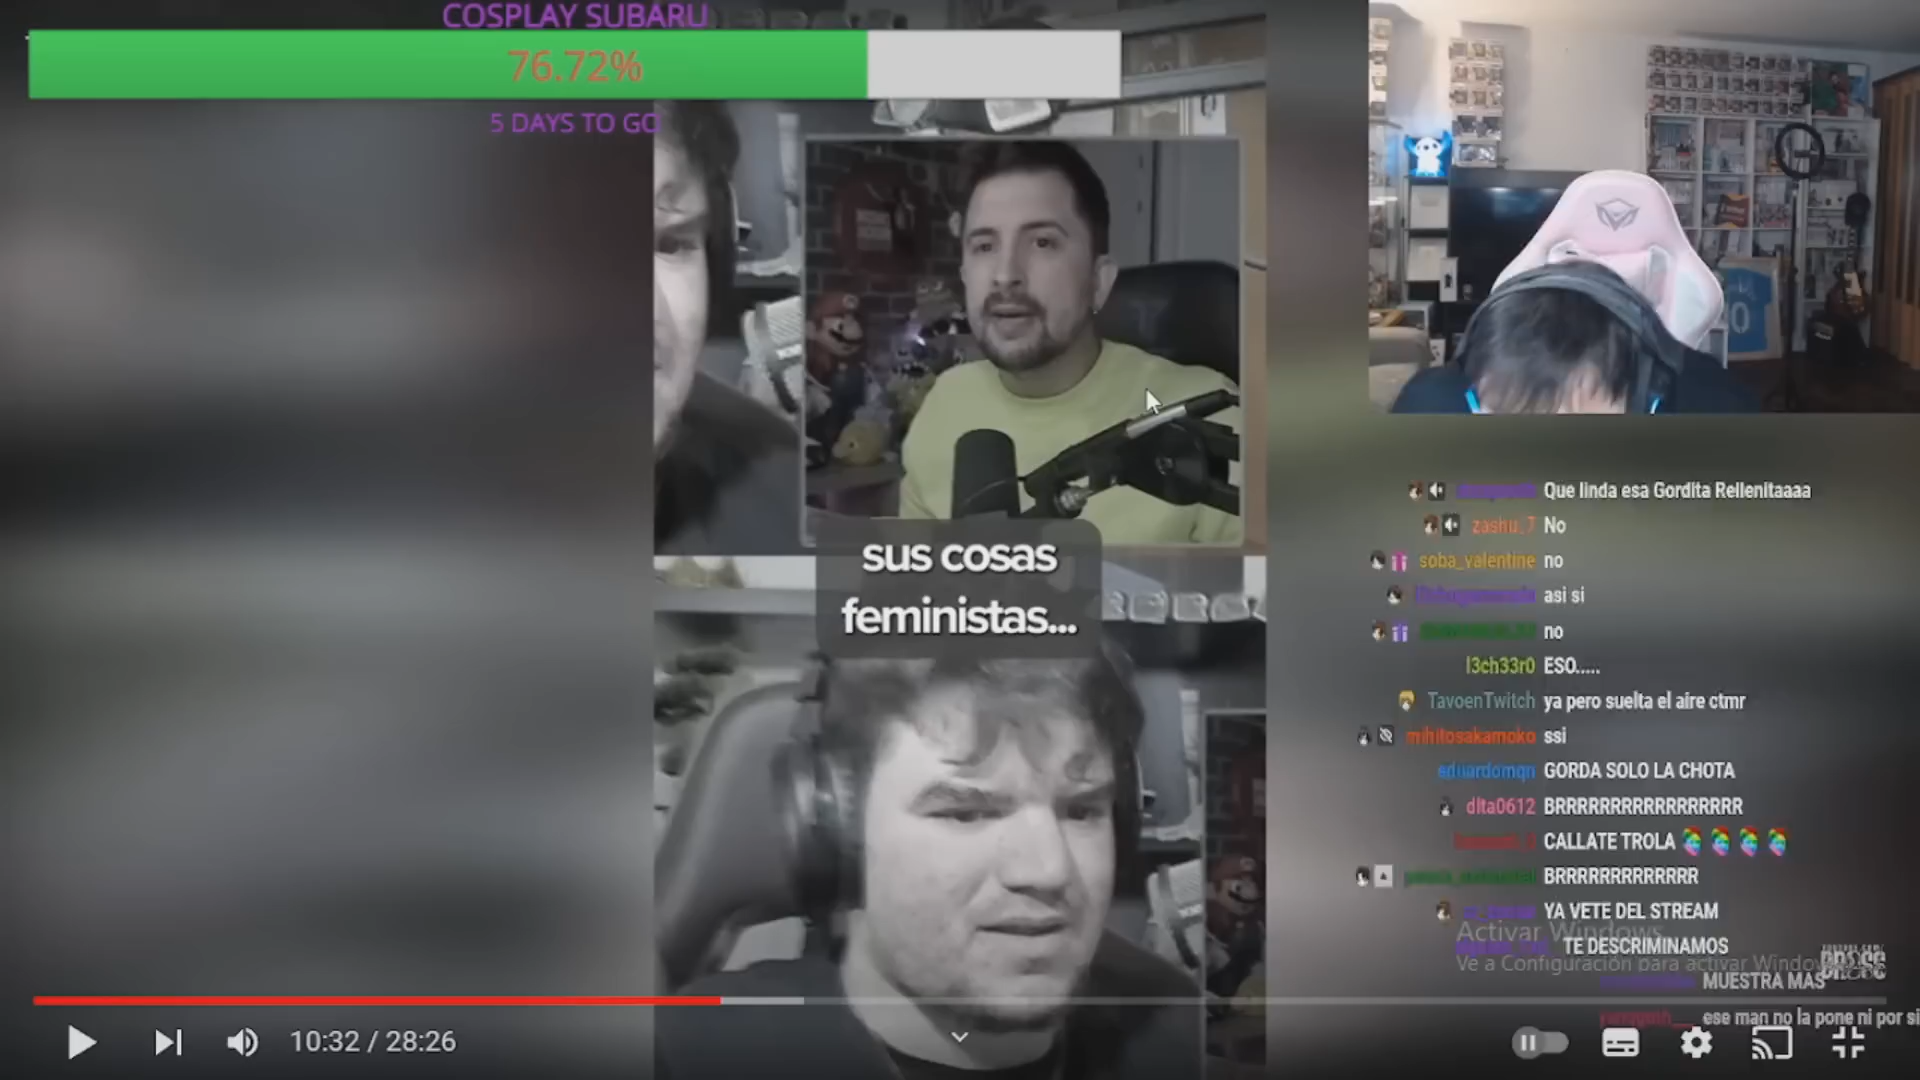 COSPLAY SUBARU
76.72%
5 DAYS TO GO
sus cosas
feministas...
Que linda esa Gordita Rellenitaaaa
zashu_7 No
soba_valentine no
asi si
no
l3ch33r0 ESO.....
TavoenTwitch ya pero suelta el aire ctmr
mihitosakamoko ssi
eduardomqn GORDA SOLO LA CHOTA
dlta0612 BRRRRRRRRRRRRRRRRR
CALLATE TROLA
BRRRRRRRRRRRRR
YA VETE DEL STREAM
Activar Windows
TE DESCRIMINAMOS
Ve a Configuración para activar Windows
MUESTRA MAS
ese man no la pone ni por si
10:32 / 28:26